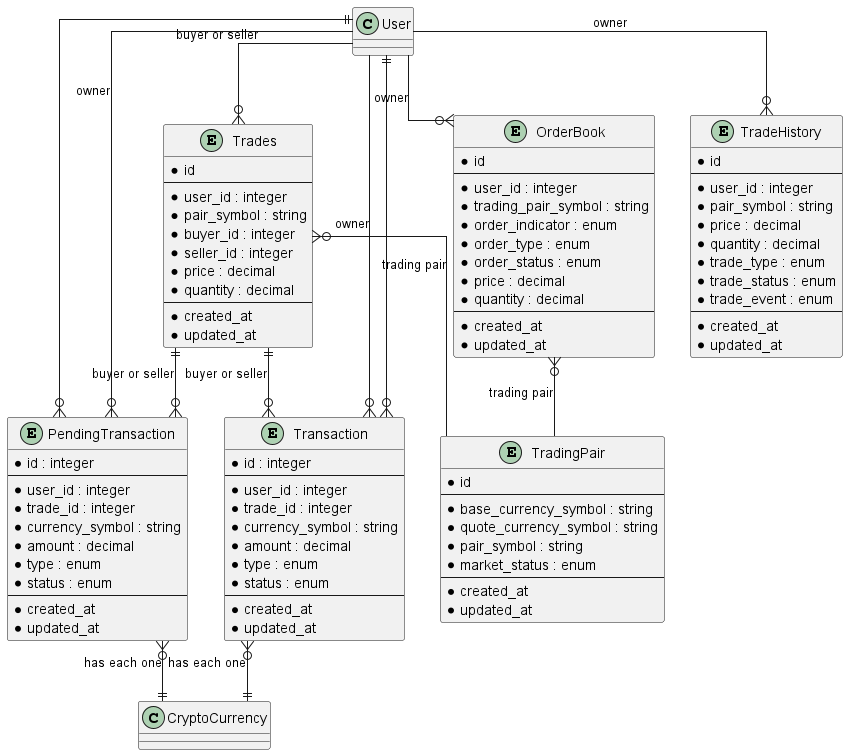 C User
owner
buyer or seller
owner
owner
E Trades
id
user_id : integer
pair_symbol : string
buyer_id : integer
seller_id : integer
price : decimal
quantity : decimal
created_at
updated_at
E OrderBook
id
user_id : integer
trading_pair_symbol : string
order_indicator : enum
order_type : enum
order_status : enum
price : decimal
quantity : decimal
created_at
updated_at
E TradeHistory
id
user_id : integer
pair_symbol : string
price : decimal
quantity : decimal
trade_type : enum
trade_status : enum
trade_event : enum
created_at
updated_at
owner
trading pair
buyer or seller
buyer or seller
trading pair
E PendingTransaction
id : integer
user_id : integer
trade_id : integer
currency_symbol : string
amount : decimal
type : enum
status : enum
created_at
updated_at
E Transaction
id : integer
user_id : integer
trade_id : integer
currency_symbol : string
amount : decimal
type : enum
status : enum
created_at
updated_at
E TradingPair
id
base_currency_symbol : string
quote_currency_symbol : string
pair_symbol : string
market_status : enum
created_at
updated_at
has each one
has each one
C CryptoCurrency